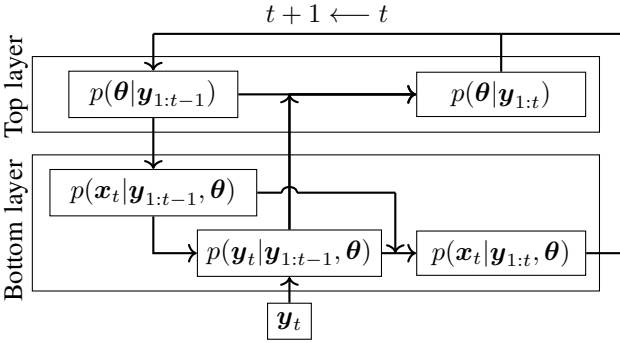 t + 1 ⟵ t
Top layer
p(θ|y₁:ₜ₋₁)
p(θ|y₁:ₜ)
Bottom layer
p(xₜ|y₁:ₜ₋₁, θ)
p(yₜ|y₁:ₜ₋₁, θ)
p(xₜ|y₁:ₜ, θ)
yₜ